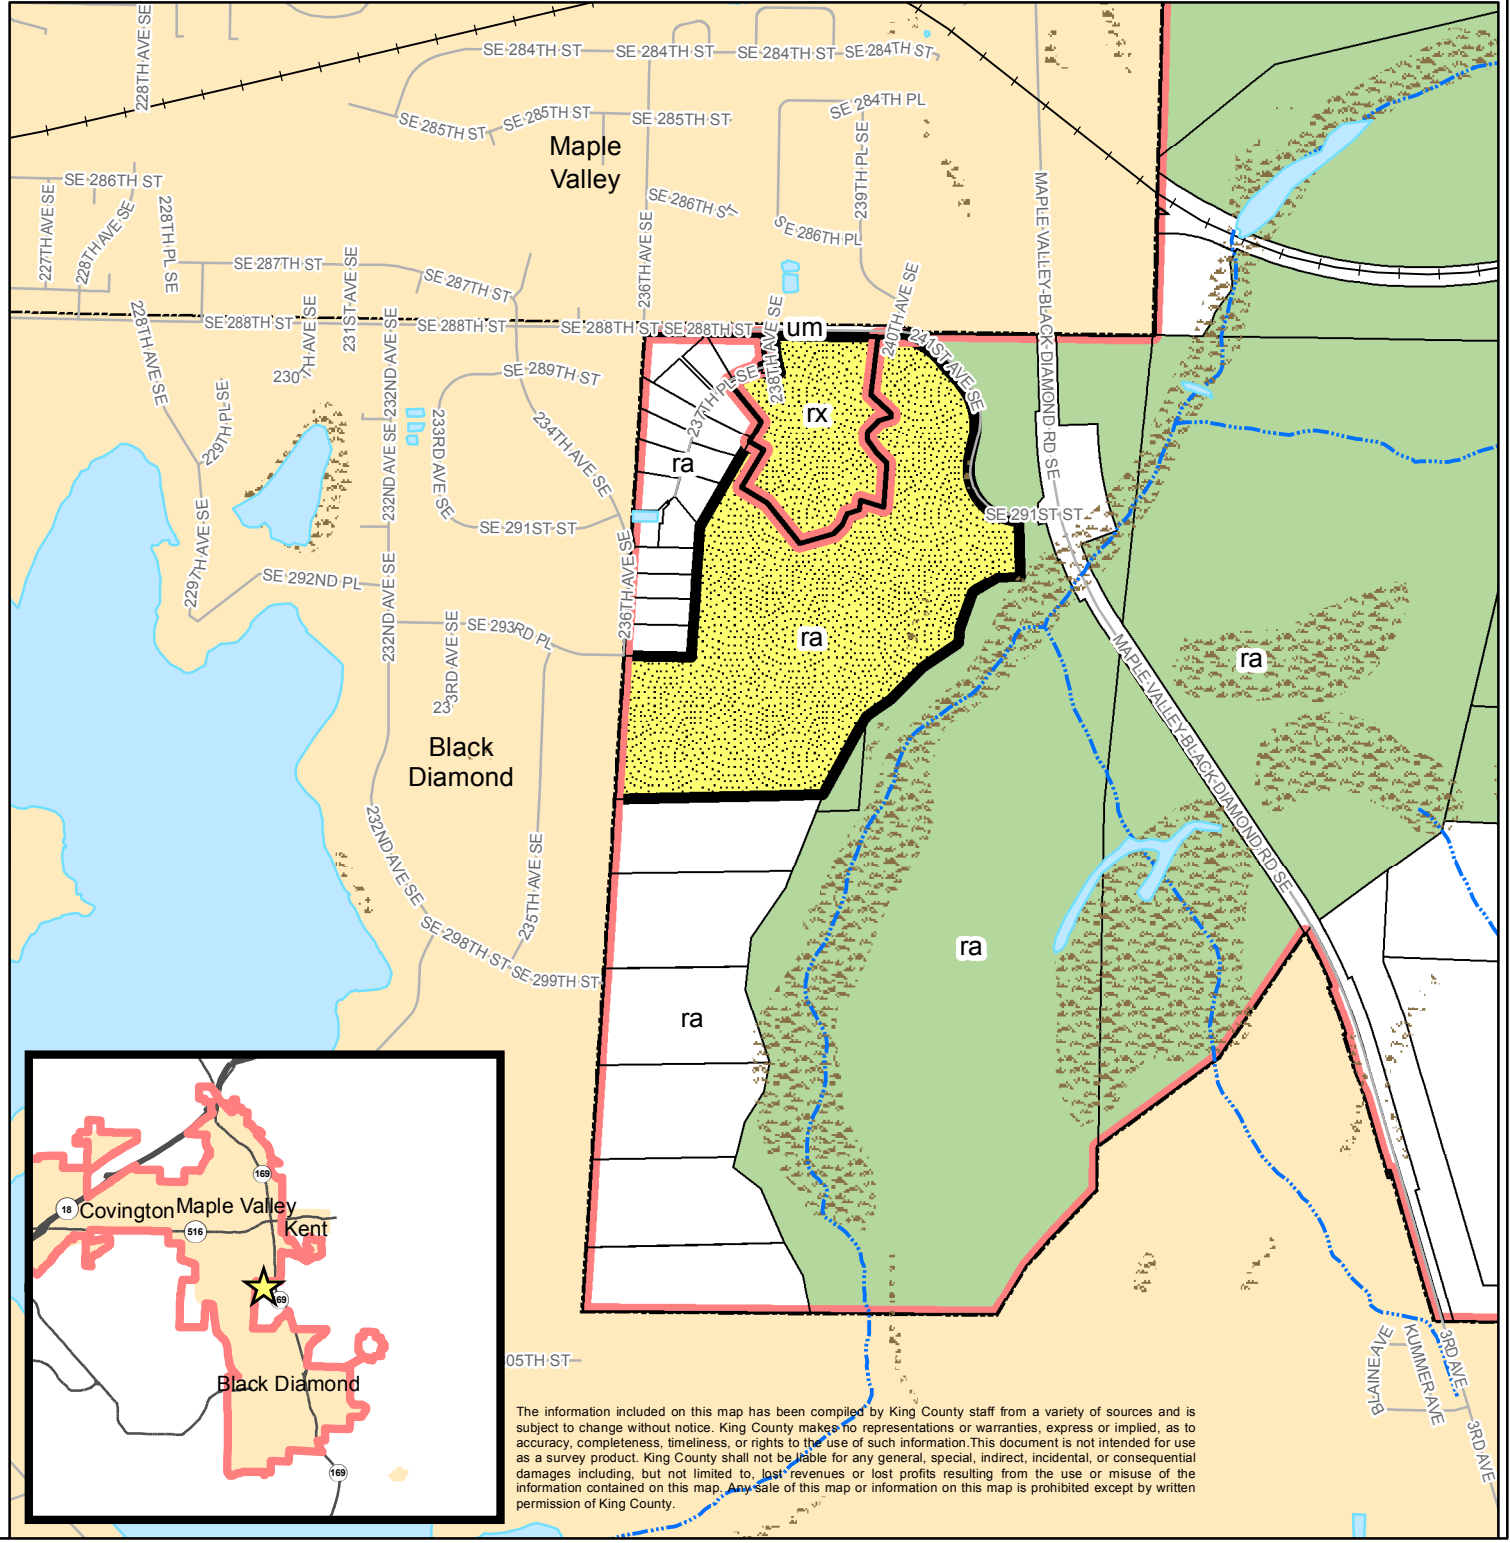 228TH AVE SE
SE 284TH ST
SE 284TH ST
SE 284TH ST
SE 284TH ST
SE 285TH ST
SE 285TH ST
SE 285TH ST
SE 284TH PL
Maple
Valley
239TH PL SE
SE 286TH ST
227TH AVE SE
228TH AVE SE
228TH PL SE
SE 286TH ST
SE 286TH PL
236TH AVE SE
MAPLE VALLEY-BLACK DIAMOND RD SE
SE 287TH ST
231ST AVE SE
SE 287TH ST
240TH AVE SE
228TH AVE SE
SE 288TH ST
230TH AVE SE
232ND AVE SE
SE 288TH ST
SE 288TH ST
SE 288TH ST
238TH AVE SE
um
241ST AVE SE
SE 289TH ST
237TH PL SE
229TH PL SE
232ND AVE SE
233RD AVE SE
234TH AVE SE
rx
ra
SE 291ST ST
SE 291ST ST
229TH AVE SE
SE 292ND PL
232ND AVE SE
236TH AVE SE
SE 293RD PL
233RD AVE SE
ra
ra
MAPLE VALLEY-BLACK DIAMOND RD SE
Black
Diamond
232ND AVE SE
235TH AVE SE
SE 298TH ST
SE 299TH ST
ra
ra
169
18
Covington
Maple Valley
516
Kent
69
Black Diamond
169
05TH ST
BLAINE AVE
KUMMER AVE
3RD AVE
3RD AVE
The information included on this map has been compiled by King County staff from a variety of sources and is
subject to change without notice. King County makes no representations or warranties, express or implied, as to
accuracy, completeness, timeliness, or rights to the use of such information.This document is not intended for use
as a survey product. King County shall not be liable for any general, special, indirect, incidental, or consequential
damages including, but not limited to, lost revenues or lost profits resulting from the use or misuse of the
information contained on this map. Any sale of this map or information on this map is prohibited except by written
permission of King County.